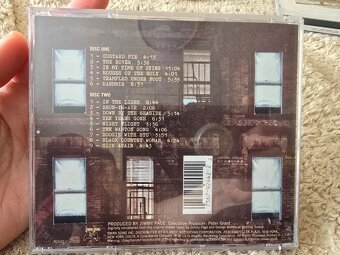 DISC ONE
1 - CUSTARD PIE 4:13
2 - THE ROVER 5:36
3 - IN MY TIME OF DYING 11:04
4 - HOUSES OF THE HOLY 4:01
5 - TRAMPLED UNDER FOOT 5:35
6 - KASHMIR 8:31
DISC TWO
1 - IN THE LIGHT 8:44
2 - BRON-YR-AUR 2:06
3 - DOWN BY THE SEASIDE 5:14
4 - TEN YEARS GONE 6:31
5 - NIGHT FLIGHT 3:36
6 - THE WANTON SONG 4:06
7 - BOOGIE WITH STU 3:51
8 - BLACK COUNTRY WOMAN 4:24
9 - SICK AGAIN 4:43
PRODUCED BY JIMMY PAGE, Executive Producer: Peter Grant